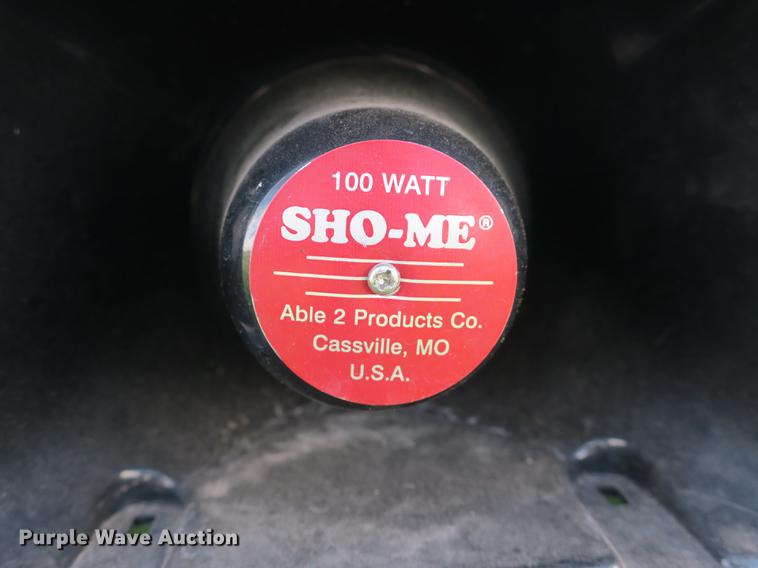 100 WATT
SHO-ME®
Able 2 Products Co.
Cassville, MO
U.S.A.
Purple Wave Auction